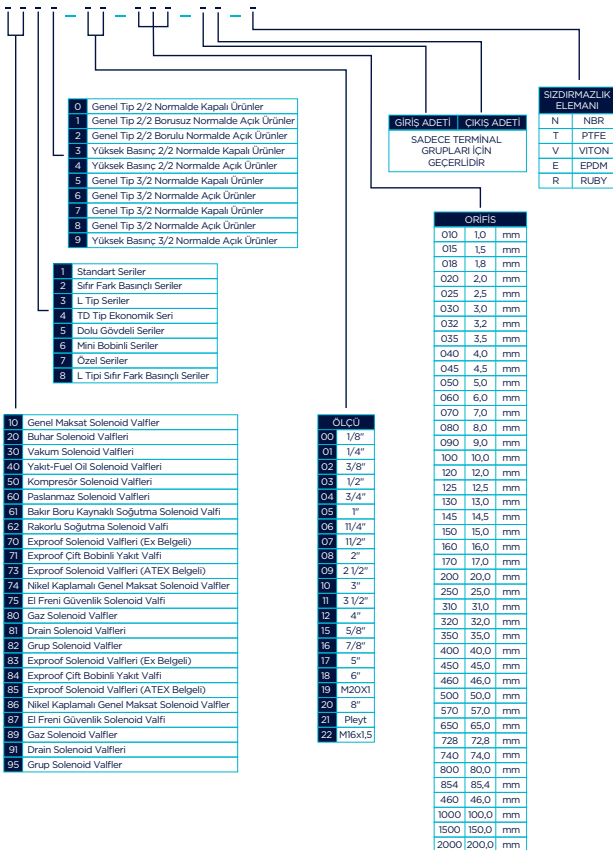 0 Genel Tip 2/2 Normalde Kapalı Ürünler
1 Genel Tip 2/2 Borusuz Normalde Açık Ürünler
2 Genel Tip 2/2 Borulu Normalde Açık Ürünler
3 Yüksek Basınç 2/2 Normalde Kapalı Ürünler
4 Yüksek Basınç 2/2 Normalde Açık Ürünler
5 Genel Tip 3/2 Normalde Kapalı Ürünler
6 Genel Tip 3/2 Normalde Açık Ürünler
7 Genel Tip 3/2 Normalde Kapalı Ürünler
8 Genel Tip 3/2 Normalde Açık Ürünler
9 Yüksek Basınç 3/2 Normalde Açık Ürünler
GİRİŞ ADETİ ÇIKIŞ ADETİ
SADECE TERMİNAL
GRUPLARI İÇİN
GEÇERLİDİR
SIZDIRMAZLIK
ELEMANI
N NBR
T PTFE
V VITON
E EPDM
R RUBY
1 Standart Seriler
2 Sıfır Fark Basınçlı Seriler
3 L Tip Seriler
4 TD Tip Ekonomik Seri
5 Dolu Gövdeli Seriler
6 Mini Bobinli Seriler
7 Özel Seriler
8 L Tipi Sıfır Fark Basınçlı Seriler
10 Genel Maksat Solenoid Valfler
20 Buhar Solenoid Valfleri
30 Vakum Solenoid Valfleri
40 Yakıt-Fuel Oil Solenoid Valfleri
50 Kompresör Solenoid Valfleri
60 Paslanmaz Solenoid Valfleri
61 Bakır Boru Kaynaklı Soğutma Solenoid Valfi
62 Rakorlu Soğutma Solenoid Valfi
70 Exproof Solenoid Valfleri (Ex Belgeli)
71 Exproof Çift Bobinli Yakıt Valfi
73 Exproof Solenoid Valfleri (ATEX Belgeli)
74 Nikel Kaplamalı Genel Maksat Solenoid Valfler
75 El Freni Güvenlik Solenoid Valfi
80 Gaz Solenoid Valfler
81 Drain Solenoid Valfleri
82 Grup Solenoid Valfler
83 Exproof Solenoid Valfleri (Ex Belgeli)
84 Exproof Çift Bobinli Yakıt Valfi
85 Exproof Solenoid Valfleri (ATEX Belgeli)
86 Nikel Kaplamalı Genel Maksat Solenoid Valfler
87 El Freni Güvenlik Solenoid Valfi
89 Gaz Solenoid Valfler
91 Drain Solenoid Valfleri
95 Grup Solenoid Valfler
ÖLÇÜ
00 1/8"
01 1/4"
02 3/8"
03 1/2"
04 3/4"
05 1"
06 11/4"
07 11/2"
08 2"
09 2 1/2"
10 3"
11 3 1/2"
12 4"
15 5/8"
16 7/8"
17 5"
18 6"
19 M20X1
20 8"
21 Pleyt
22 M16x1,5
ORİFİS
010 1,0 mm
015 1,5 mm
018 1,8 mm
020 2,0 mm
025 2,5 mm
030 3,0 mm
032 3,2 mm
035 3,5 mm
040 4,0 mm
045 4,5 mm
050 5,0 mm
060 6,0 mm
070 7,0 mm
080 8,0 mm
090 9,0 mm
100 10,0 mm
120 12,0 mm
125 12,5 mm
130 13,0 mm
145 14,5 mm
150 15,0 mm
160 16,0 mm
170 17,0 mm
200 20,0 mm
250 25,0 mm
310 31,0 mm
320 32,0 mm
350 35,0 mm
400 40,0 mm
450 45,0 mm
460 46,0 mm
500 50,0 mm
570 57,0 mm
650 65,0 mm
728 72,8 mm
740 74,0 mm
800 80,0 mm
854 85,4 mm
460 46,0 mm
1000 100,0 mm
1500 150,0 mm
2000 200,0 mm